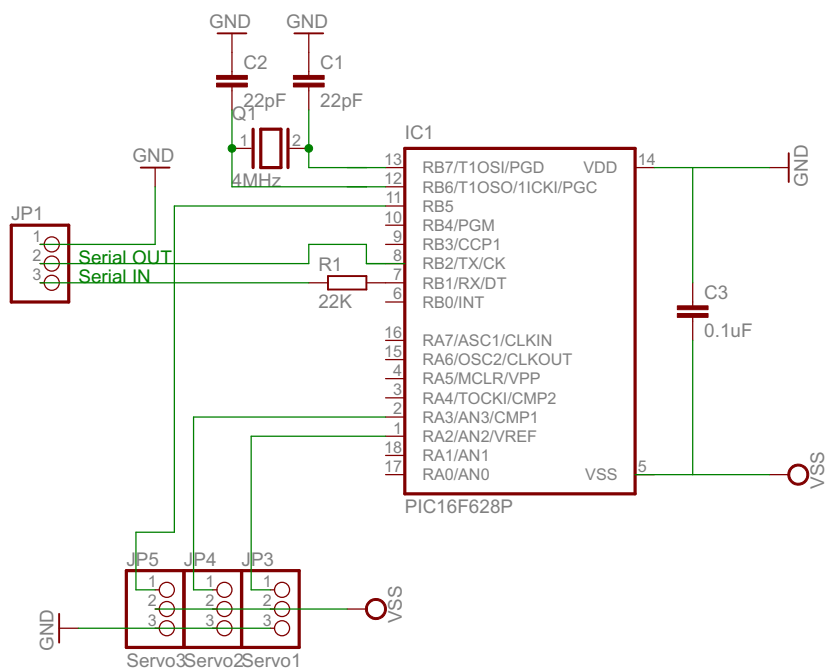 GND GND
C2 C1
22pF 22pF
Q1
1 2
4MHz
IC1
GND
JP1
1
2
3
Serial OUT
Serial IN
R1
22K
13 RB7/T1OSI/PGD VDD 14
12 RB6/T1OSO/1ICKI/PGC
11 RB5
10 RB4/PGM
9 RB3/CCP1
8 RB2/TX/CK
7 RB1/RX/DT
6 RB0/INT
16 RA7/ASC1/CLKIN
15 RA6/OSC2/CLKOUT
4 RA5/MCLR/VPP
3 RA4/TOCKI/CMP2
2 RA3/AN3/CMP1
1 RA2/AN2/VREF
18 RA1/AN1
17 RA0/AN0 VSS 5
PIC16F628P
GND
C3
0.1uF
VSS
JP5 JP4 JP3
1 1 1
2 2 2
3 3 3
VSS
GND
Servo3 Servo2 Servo1